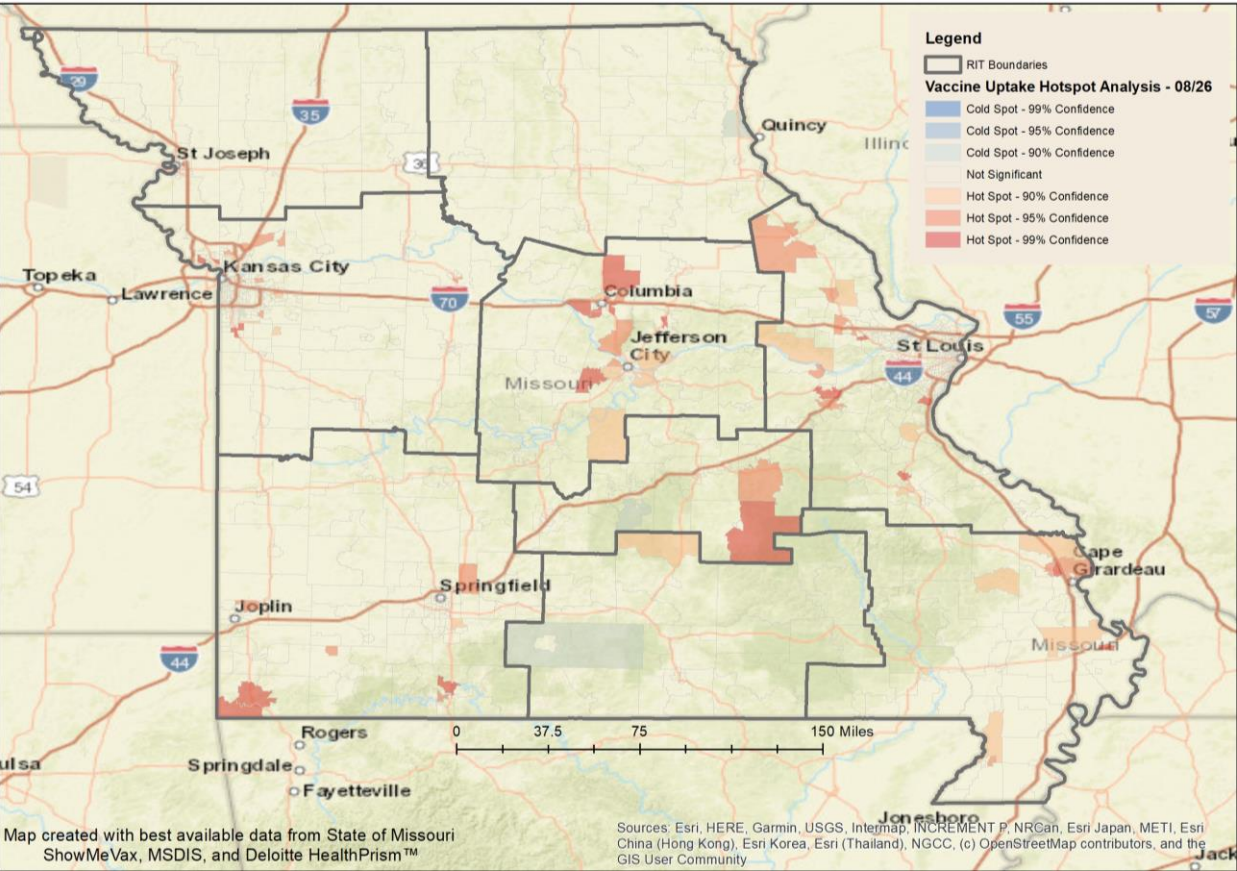 Legend
RIT Boundaries
Vaccine Uptake Hotspot Analysis - 08/26
Cold Spot - 99% Confidence
Cold Spot - 95% Confidence
Cold Spot - 90% Confidence
Not Significant
Hot Spot - 90% Confidence
Hot Spot - 95% Confidence
Hot Spot - 99% Confidence
29
35
Quincy
St Joseph
36
Kansas City
Topeka
Lawrence
70
Columbia
55
57
Jefferson
City
St Louis
44
Missouri
54
Cape
Girardeau
Springfield
Joplin
Missouri
44
Rogers
0 37.5 75 150 Miles
Springdale
Fayetteville
Jonesboro
Map created with best available data from State of Missouri
ShowMeVax, MSDIS, and Deloitte HealthPrism™
Sources: Esri, HERE, Garmin, USGS, Intermap, INCREMENT P, NRCan, Esri Japan, METI, Esri
China (Hong Kong), Esri Korea, Esri (Thailand), NGCC, (c) OpenStreetMap contributors, and the
GIS User Community